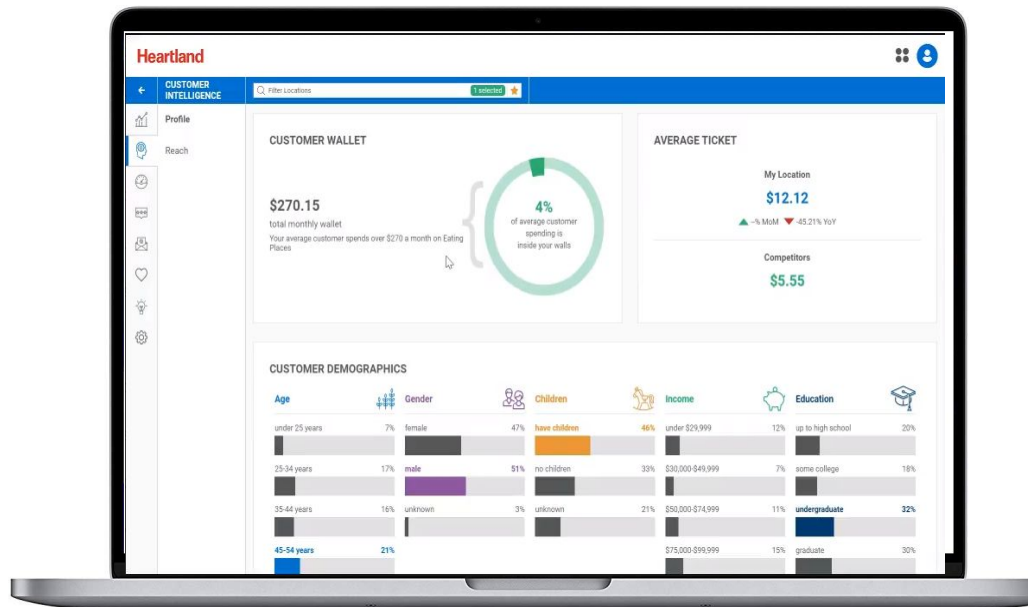 Heartland
CUSTOMER
INTELLIGENCE
Filter Locations
1 selected
Profile
Reach
CUSTOMER WALLET
$270.15
total monthly wallet
Your average customer spends over $270 a month on Eating
Places
4%
of average customer
spending is
inside your walls
AVERAGE TICKET
My Location
$12.12
-% MoM -45.21% YoY
Competitors
$5.55
CUSTOMER DEMOGRAPHICS
Age
under 25 years 7%
25-34 years 17%
35-44 years 16%
45-54 years 21%
Gender
female 47%
male 51%
unknown 3%
Children
have children 46%
no children 33%
unknown 21%
Income
under $29,999 12%
$30,000-$49,999 7%
$50,000-$74,999 11%
$75,000-$99,999 15%
Education
up to high school 20%
some college 18%
undergraduate 32%
graduate 30%